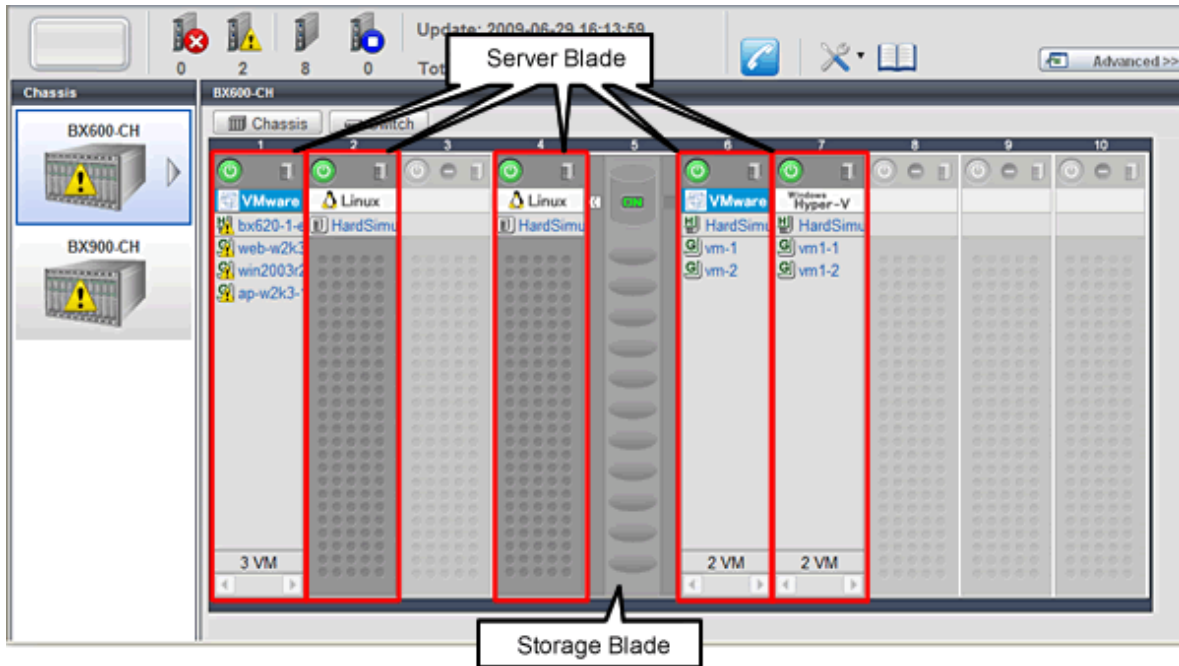 Update: 2009-06-29 16:13:59
0 2 8 0
Server Blade
Advanced >>
Chassis
BX600-CH
BX600-CH
BX900-CH
Chassis
1 2 3 4 5 6 7 8 9 10
VMware Linux Linux ON VMware Windows Hyper-V
bx620-1-e HardSimu HardSimu HardSimu HardSimu
web-w2k3 vm-1 vm1-1
win2003r2 vm-2 vm1-2
ap-w2k3-1
3 VM 2 VM 2 VM
Storage Blade